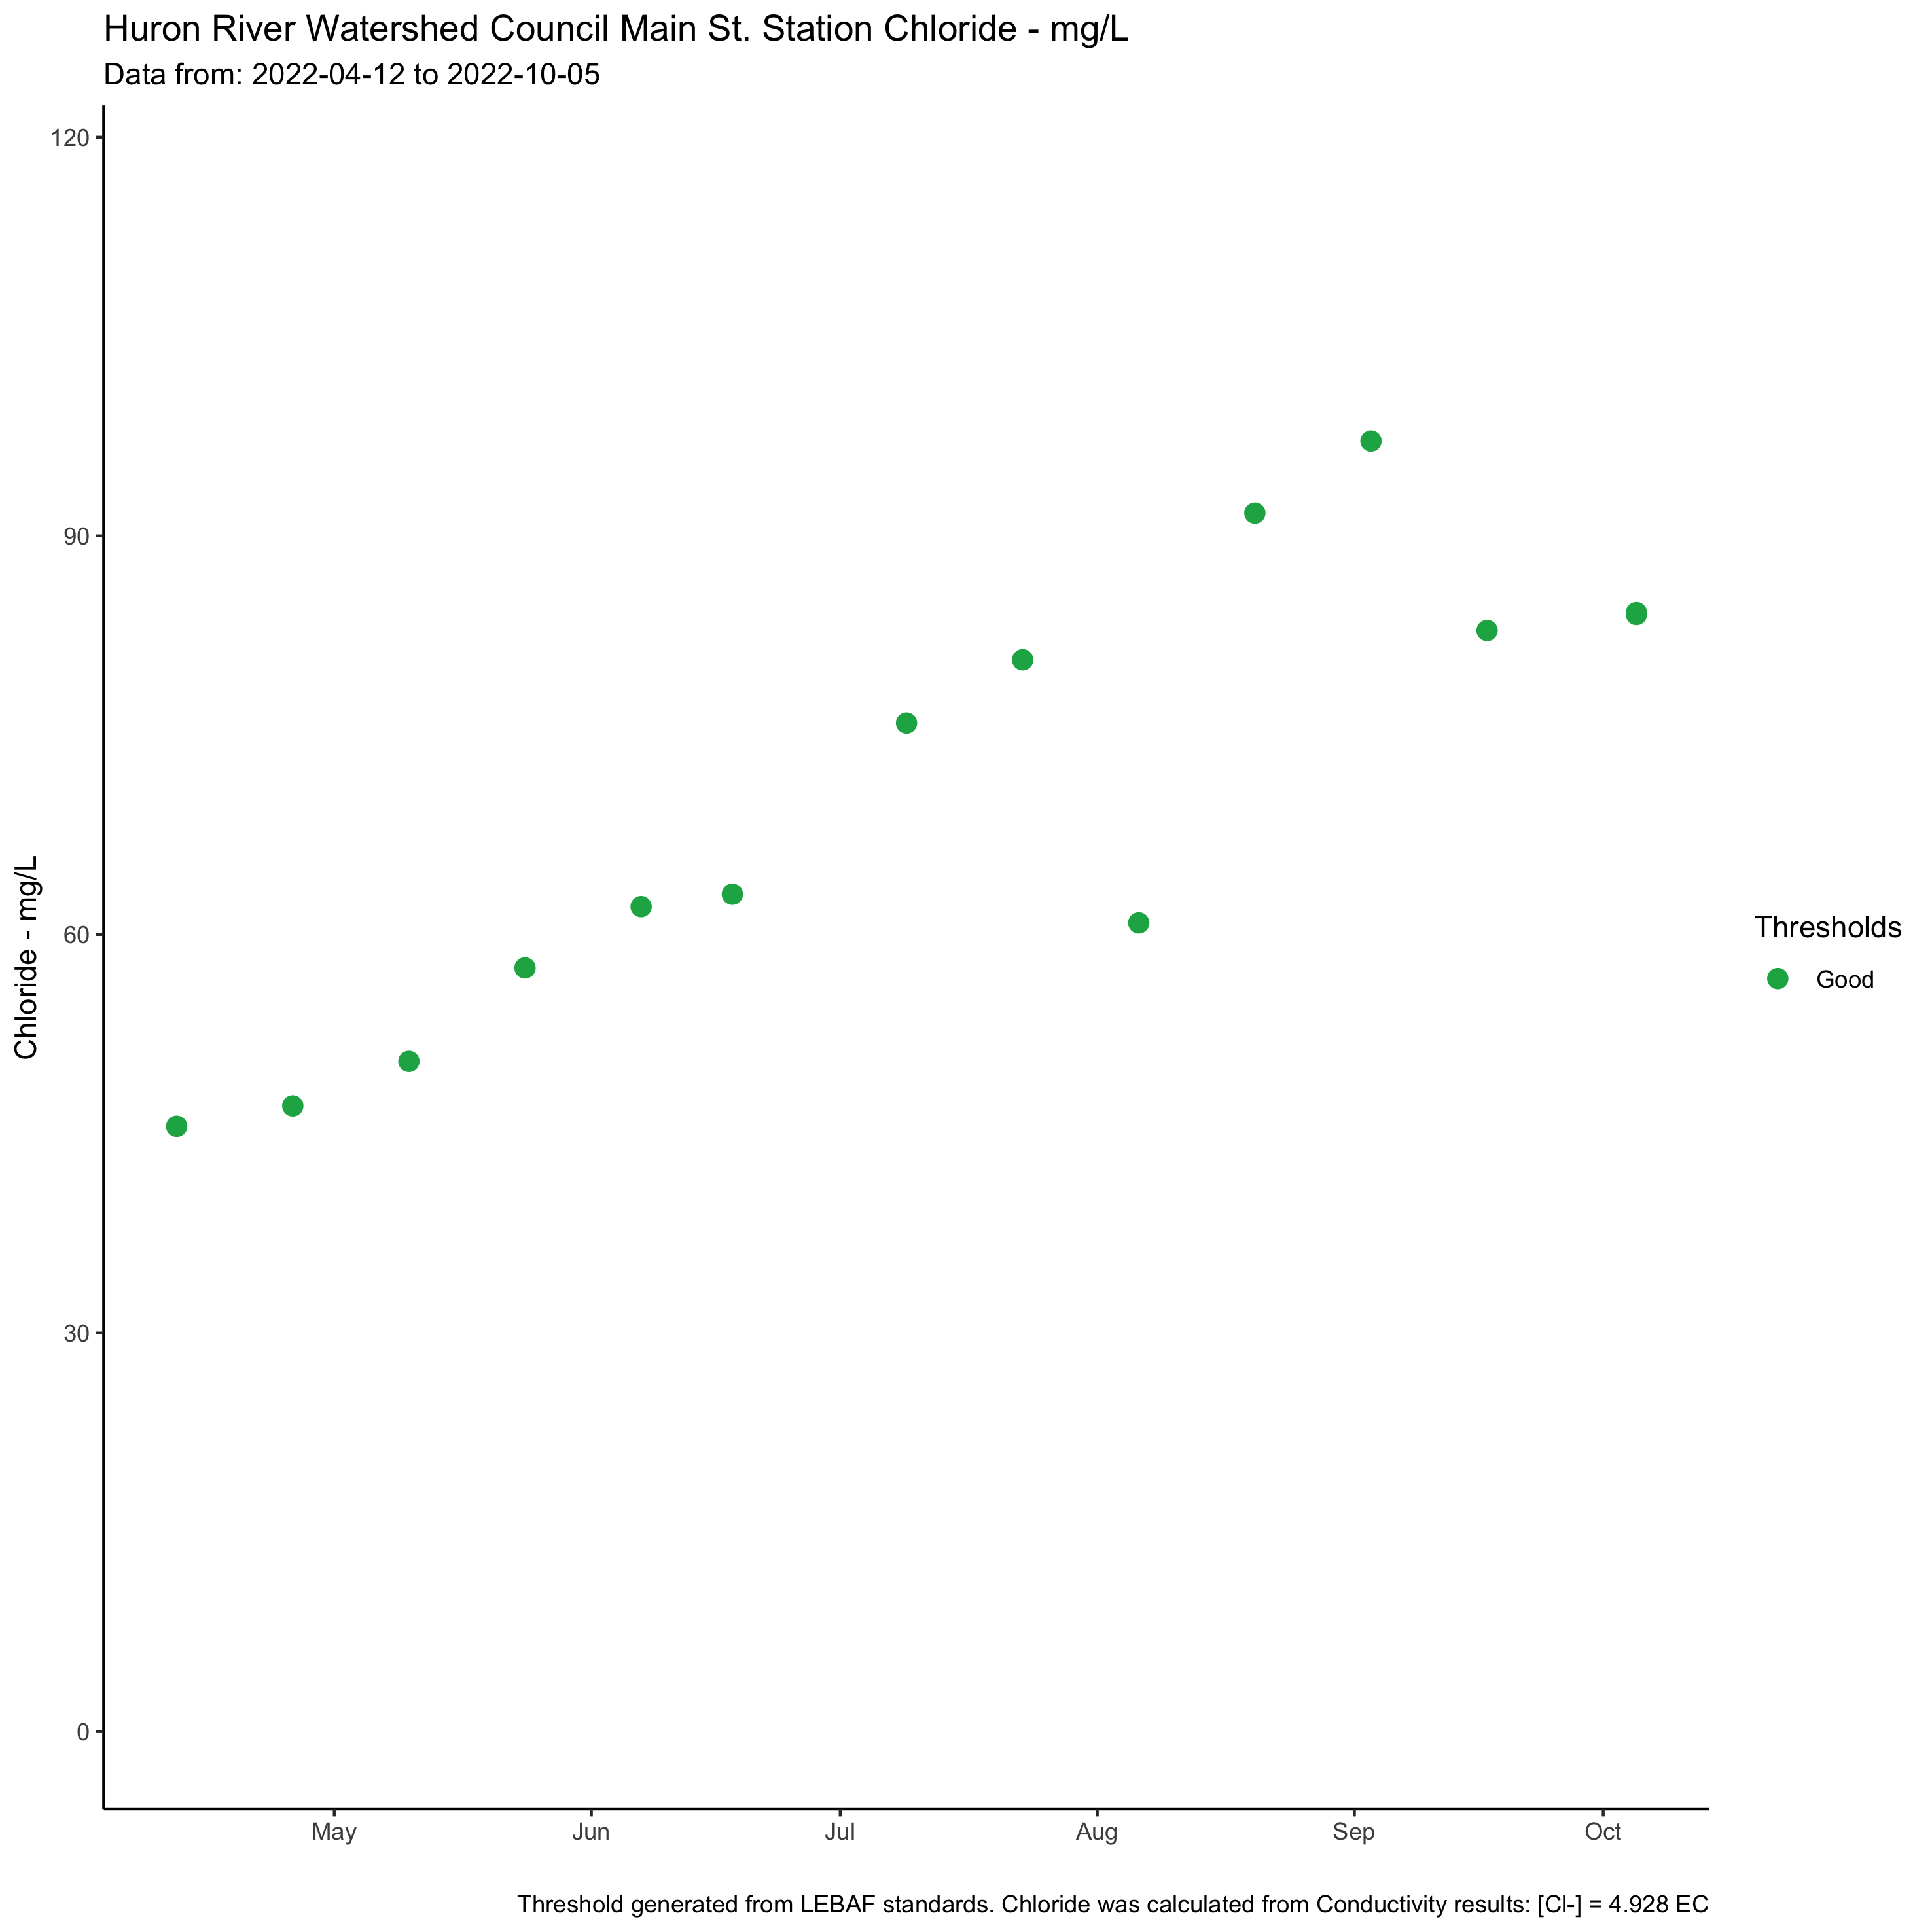 Huron River Watershed Council Main St. Station Chloride - mg/L
Data from: 2022-04-12 to 2022-10-05
120
90
60
30
0
Chloride - mg/L
May Jun Jul Aug Sep Oct
Thresholds
Good
Threshold generated from LEBAF standards. Chloride was calculated from Conductivity results: [Cl-] = 4.928 EC